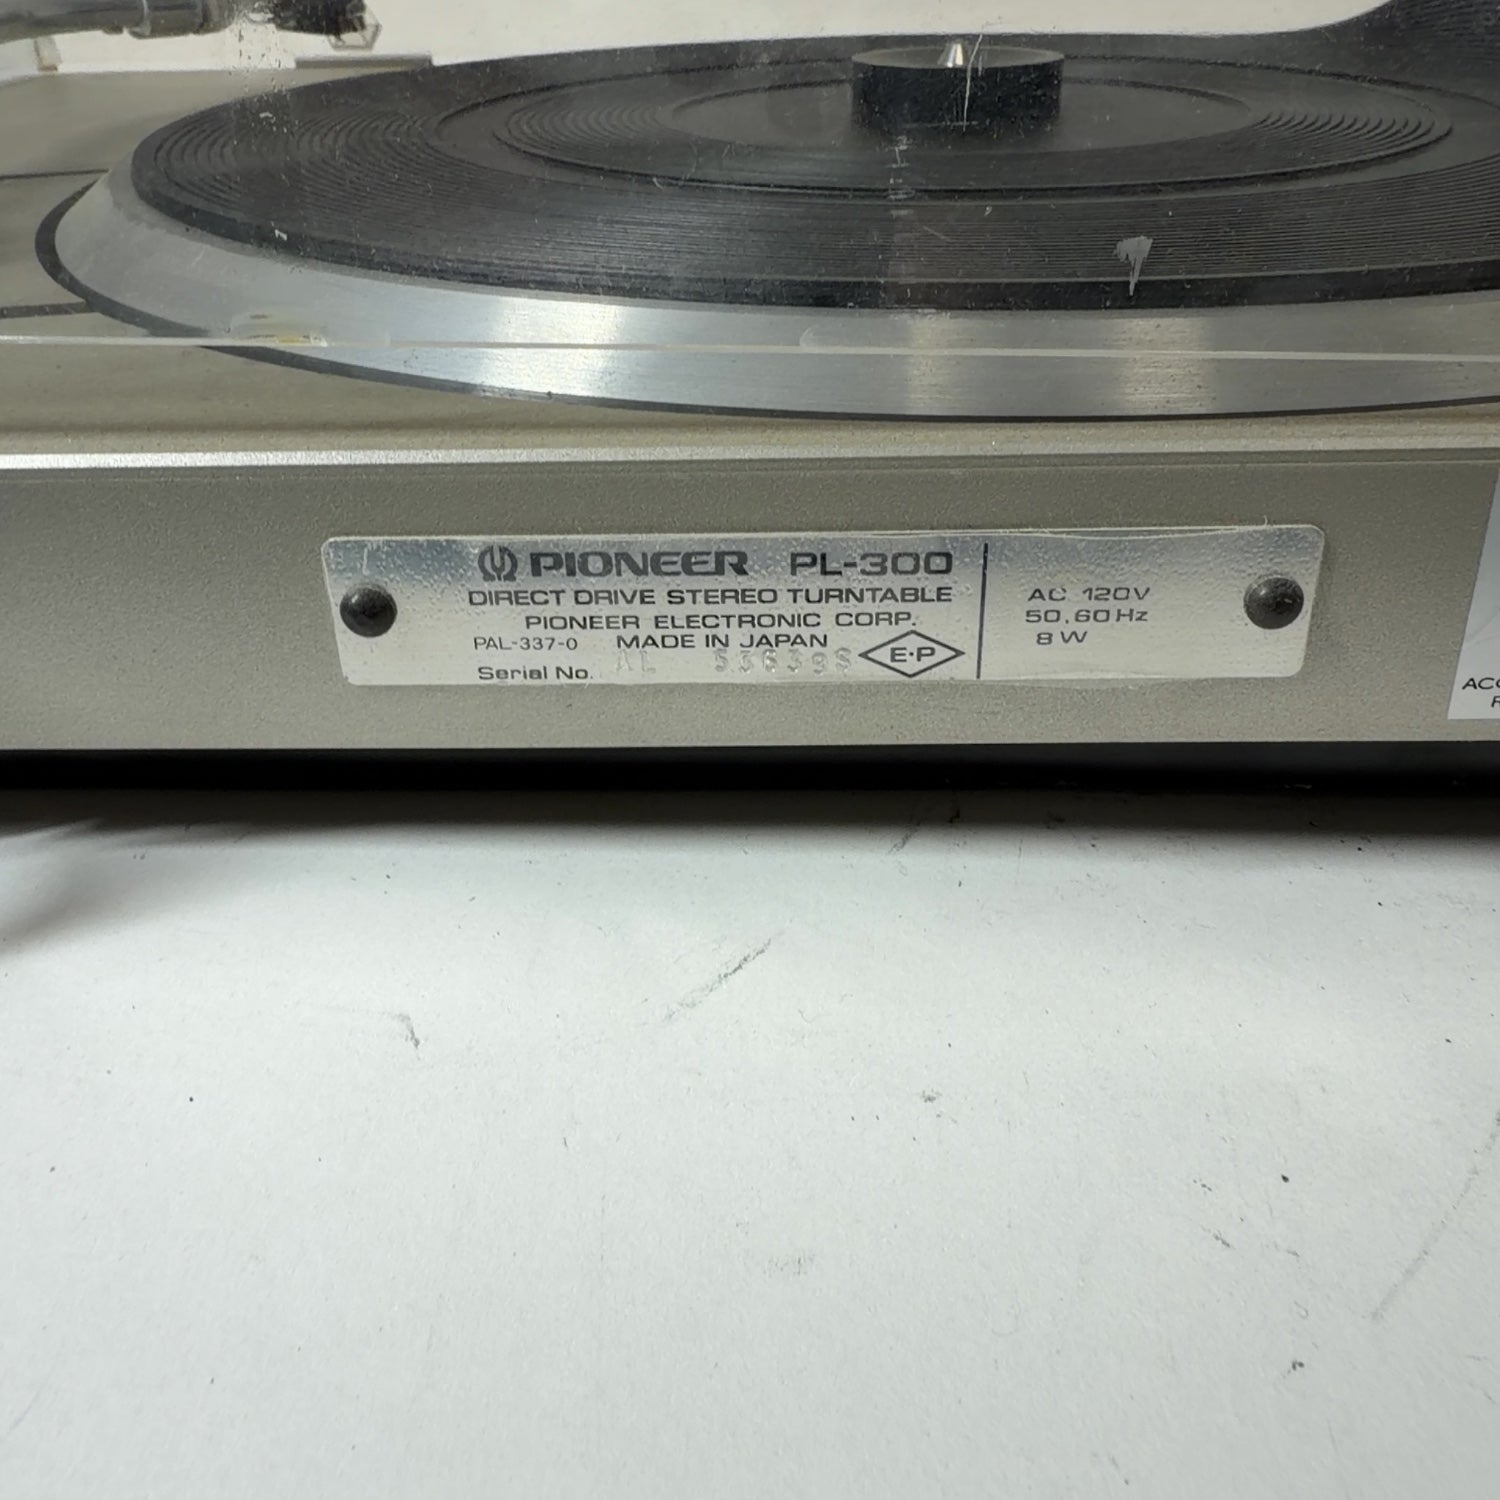 PIONEER PL-300
DIRECT DRIVE STEREO TURNTABLE
PIONEER ELECTRONIC CORP.
PAL-337-0 MADE IN JAPAN
Serial No.
E·P
AC 120V
50,60Hz
8W